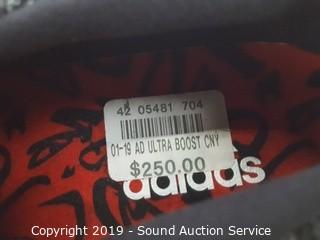 42 05481 704
01-19 AD ULTRA BOOST CNY
$250.00
adidas
Copyright 2019 - Sound Auction Service